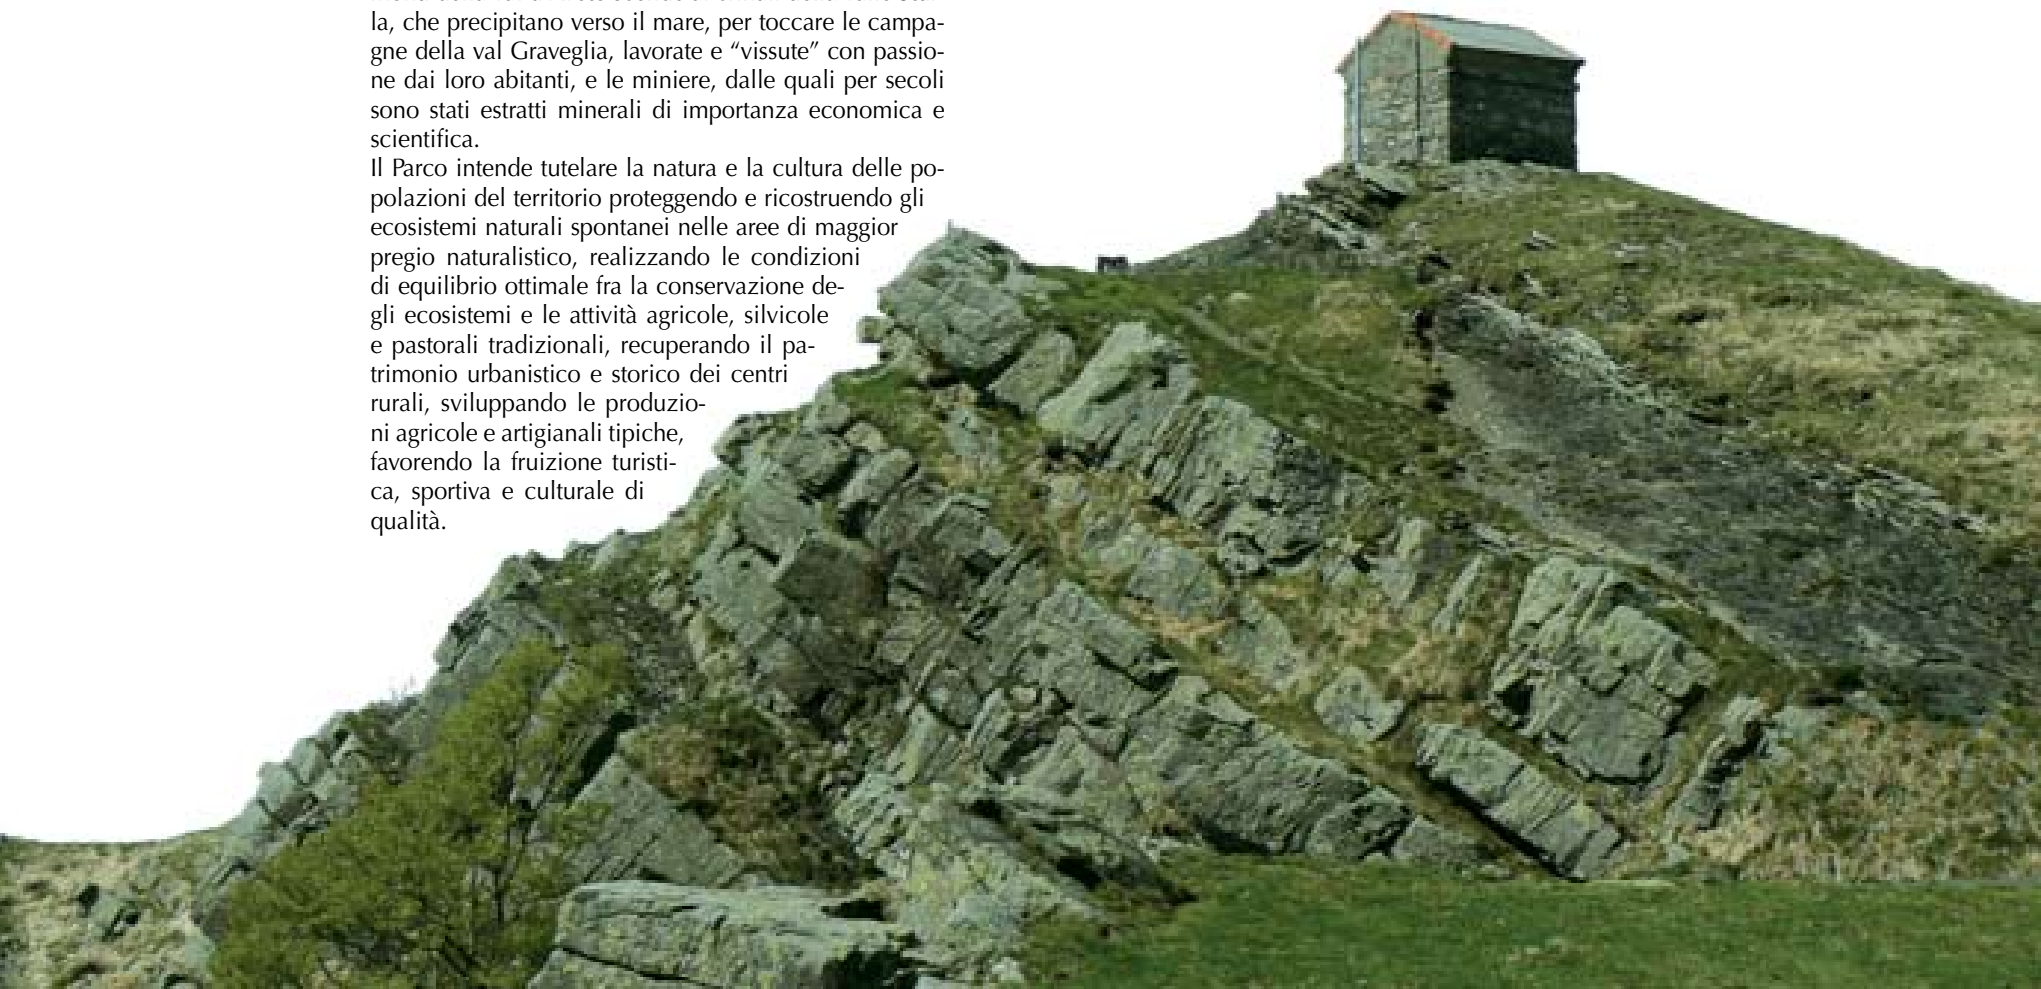 la, che precipitano verso il mare, per toccare le campa-
gne della val Graveglia, lavorate e “vissute” con passio-
ne dai loro abitanti, e le miniere, dalle quali per secoli
sono stati estratti minerali di importanza economica e
scientifica.
Il Parco intende tutelare la natura e la cultura delle po-
polazioni del territorio proteggendo e ricostruendo gli
ecosistemi naturali spontanei nelle aree di maggior
pregio naturalistico, realizzando le condizioni
di equilibrio ottimale fra la conservazione de-
gli ecosistemi e le attività agricole, silvicole
e pastorali tradizionali, recuperando il pa-
trimonio urbanistico e storico dei centri
rurali, sviluppando le produzio-
ni agricole e artigianali tipiche,
favorendo la fruizione turisti-
ca, sportiva e culturale di
qualità.